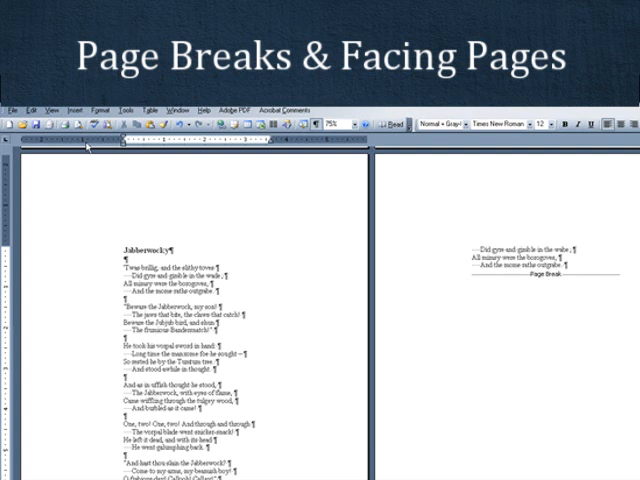 Page Breaks & Facing Pages
File Edit View Insert Format Tools Table Window Help Adobe PDF Acrobat Comments
75% Read Normal + Gray Times New Roman 12 B I U
Jabberwocky¶
¶
'Twas brillig, and the slithy toves ¶
Did gyre and gimble in the wabe; ¶
All mimsy were the borogoves, ¶
And the mome raths outgrabe. ¶
¶
"Beware the Jabberwock, my son! ¶
The jaws that bite, the claws that catch! ¶
Beware the Jubjub bird, and shun ¶
The frumious Bandersnatch!" ¶
¶
He took his vorpal sword in hand: ¶
Long time the manxome foe he sought -- ¶
So rested he by the Tumtum tree, ¶
And stood awhile in thought. ¶
¶
And as in uffish thought he stood, ¶
The Jabberwock, with eyes of flame, ¶
Came whiffling through the tulgey wood, ¶
And burbled as it came! ¶
¶
One, two! One, two! And through and through ¶
The vorpal blade went snicker-snack! ¶
He left it dead, and with its head ¶
He went galumphing back. ¶
¶
"And hast thou slain the Jabberwock? ¶
Come to my arms, my beamish boy! ¶
O frabjous day! Callooh! Callay!" ¶
Did gyre and gimble in the wabe; ¶
All mimsy were the borogoves, ¶
And the mome raths outgrabe. ¶
Page Break